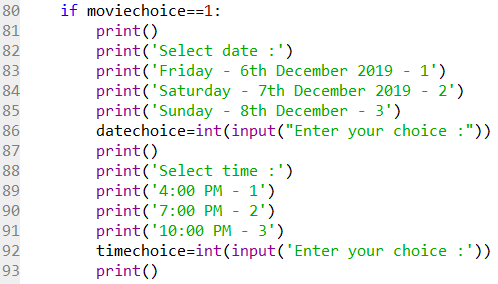 80 if moviechoice==1:
81 print()
82 print('Select date :')
83 print('Friday - 6th December 2019 - 1')
84 print('Saturday - 7th December 2019 - 2')
85 print('Sunday - 8th December - 3')
86 datechoice=int(input("Enter your choice :"))
87 print()
88 print('Select time :')
89 print('4:00 PM - 1')
90 print('7:00 PM - 2')
91 print('10:00 PM - 3')
92 timechoice=int(input('Enter your choice :'))
93 print()